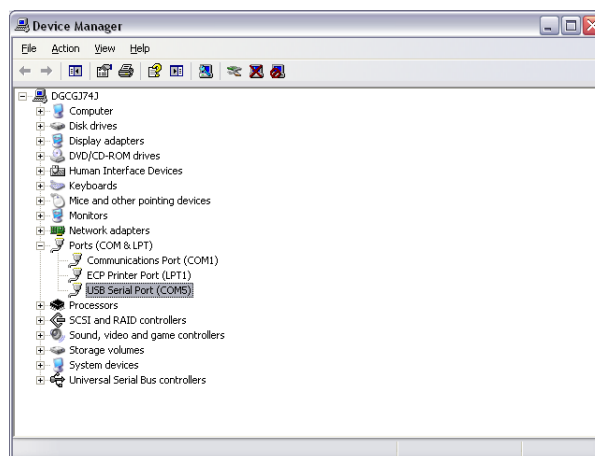 Device Manager
File Action View Help
DGCGJ74J
Computer
Disk drives
Display adapters
DVD/CD-ROM drives
Human Interface Devices
Keyboards
Mice and other pointing devices
Monitors
Network adapters
Ports (COM & LPT)
Communications Port (COM1)
ECP Printer Port (LPT1)
USB Serial Port (COM5)
Processors
SCSI and RAID controllers
Sound, video and game controllers
Storage volumes
System devices
Universal Serial Bus controllers